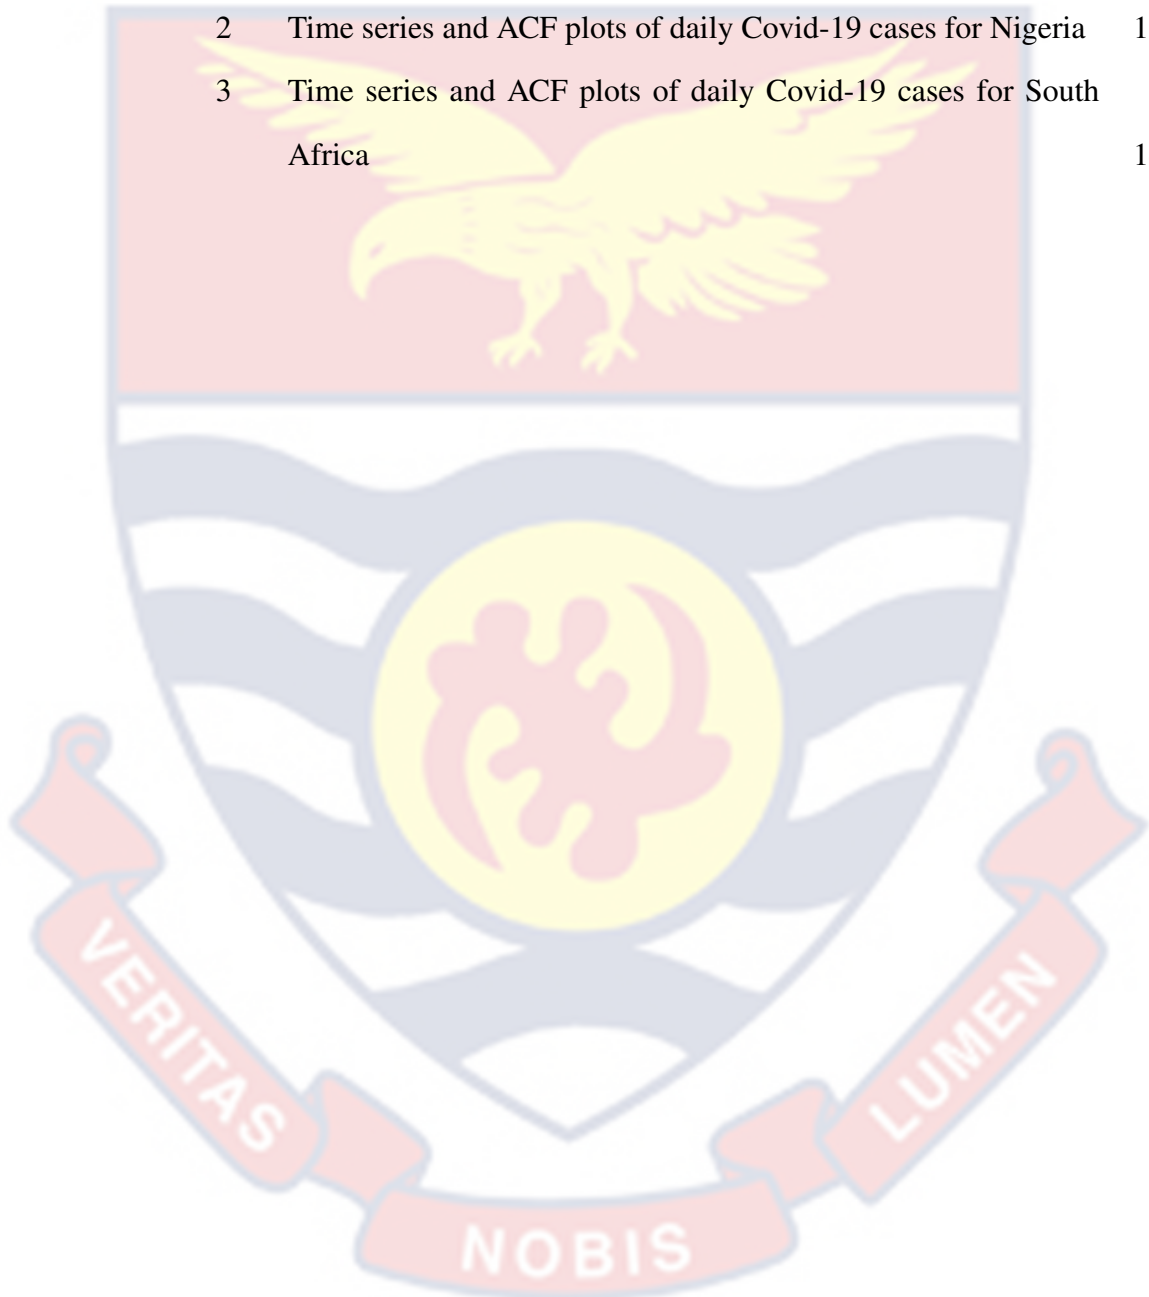 2 Time series and ACF plots of daily Covid-19 cases for Nigeria 1
3 Time series and ACF plots of daily Covid-19 cases for South
Africa 1
VERITAS
NOBIS
LUMEN